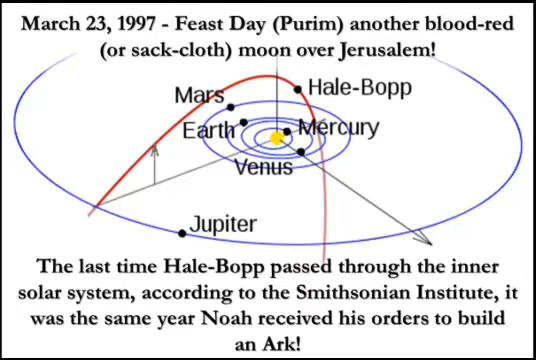 March 23, 1997 - Feast Day (Purim) another blood-red
(or sack-cloth) moon over Jerusalem!
Hale-Bopp
Mars
Earth
Mercury
Venus
Jupiter
The last time Hale-Bopp passed through the inner
solar system, according to the Smithsonian Institute, it
was the same year Noah received his orders to build
an Ark!